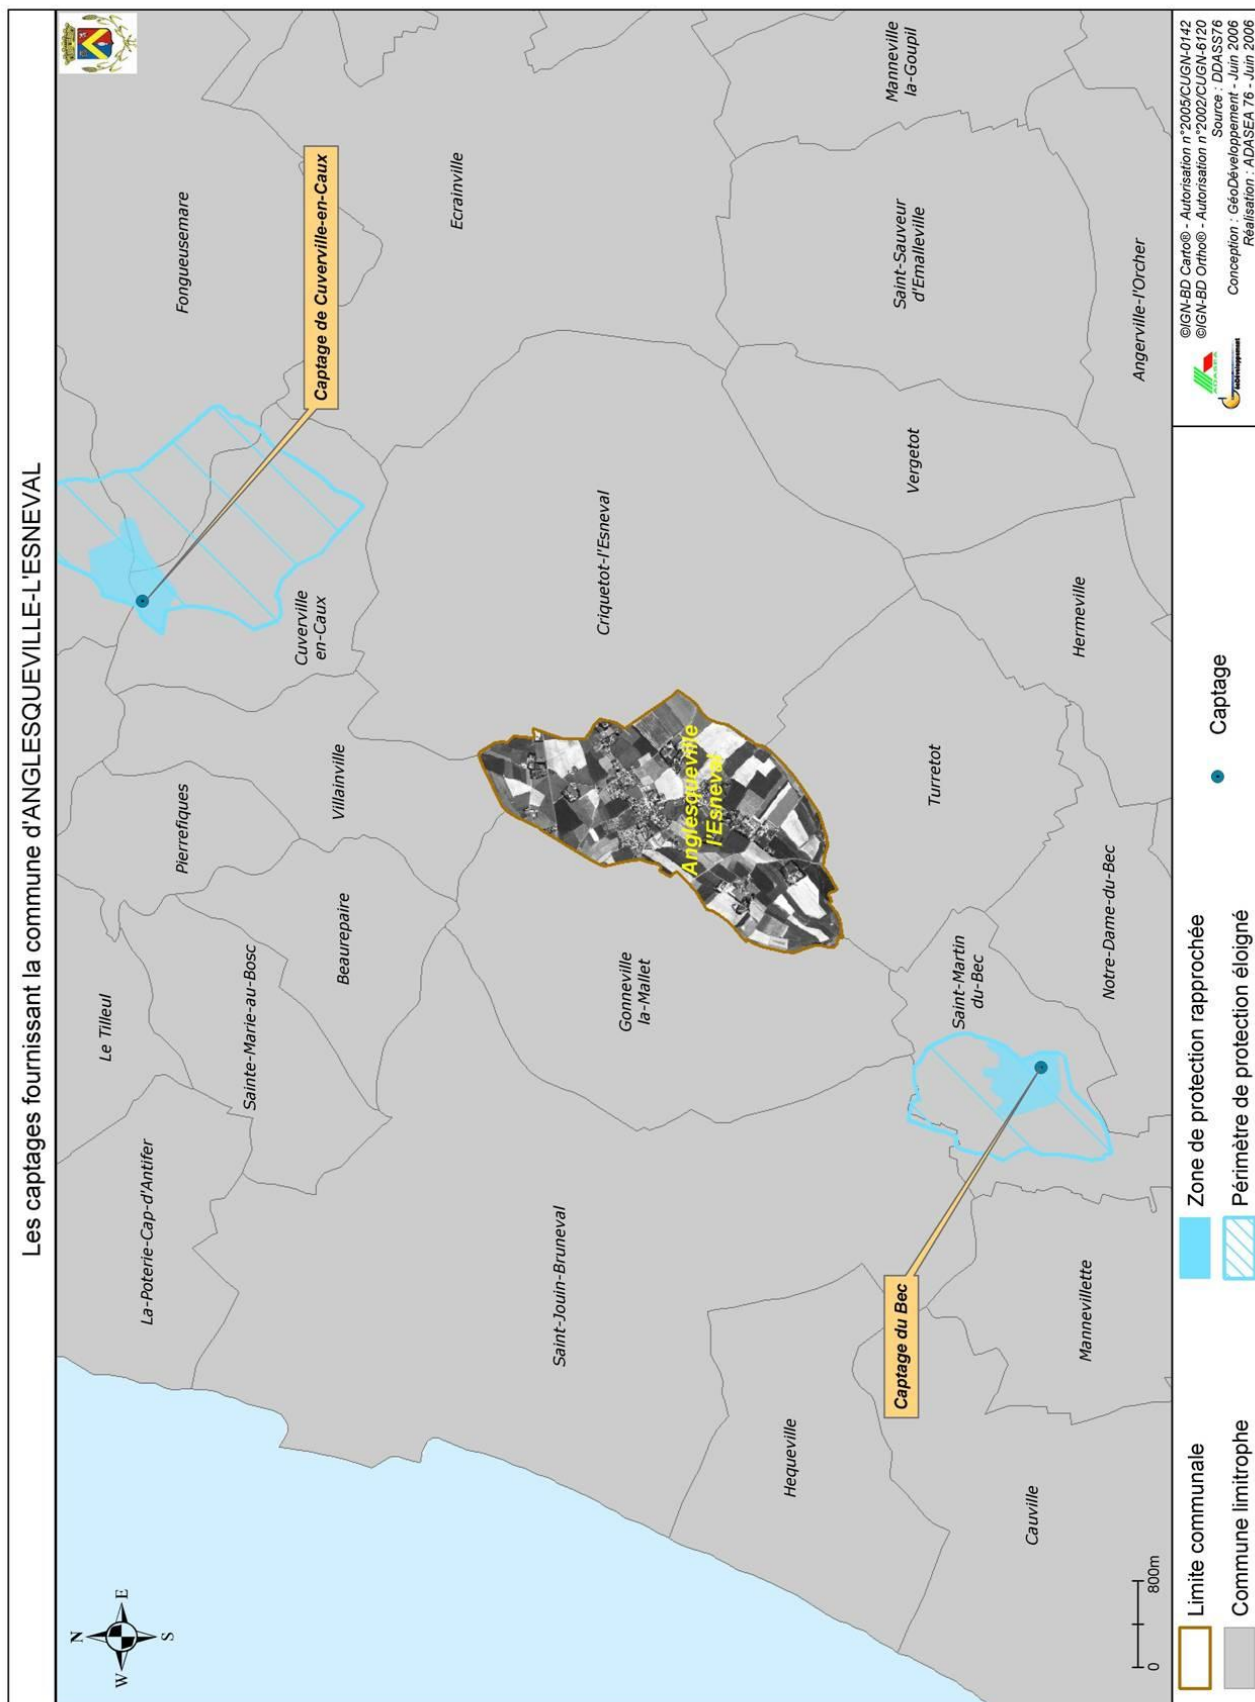 Les captages fournissant la commune d'ANGLESQUEVILLE-L'ESNEVAL
N
W
E
S
La-Poterie-Cap-d'Antifer
Le Tilleul
Sainte-Marie-au-Bosc
Pierrefiques
Beaurepaire
Villainville
Cuverville
en-Caux
Fongueusemare
Captage de Cuverville-en-Caux
Ecrainville
Saint-Jouin-Bruneval
Gonneville
la-Mallet
Anglesqueville
l'Esneval
Criquetot-l'Esneval
Hequeville
Captage du Bec
Saint-Martin
du-Bec
Turretot
Vergetot
Saint-Sauveur
d'Emalleville
Manneville
la-Goupil
Cauville
Mannevillette
Notre-Dame-du-Bec
Hermeville
Angerville-l'Orcher
0
800m
Limite communale
Commune limitrophe
Zone de protection rapprochée
Périmètre de protection éloigné
Captage
©IGN-BD Carto® - Autorisation n°2005/CUGN-0142
©IGN-BD Ortho® - Autorisation n°2002/CUGN-6120
Source : DDASS76
Conception : GéoDéveloppement - Juin 2006
Réalisation : ADASEA 76 - Juin 2006